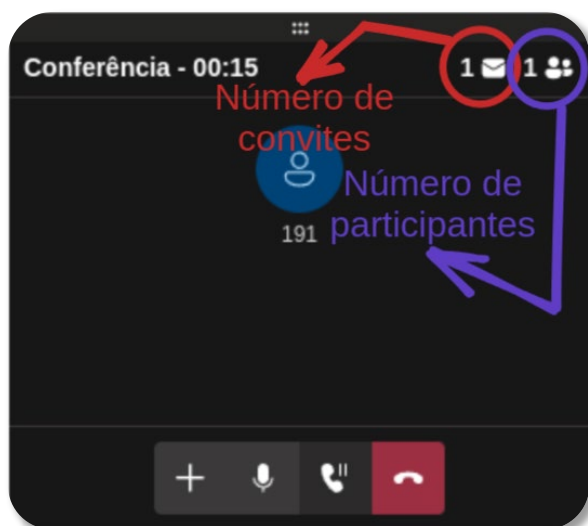 Conferência - 00:15 1 1
Número de
convites
Número de
191 participantes